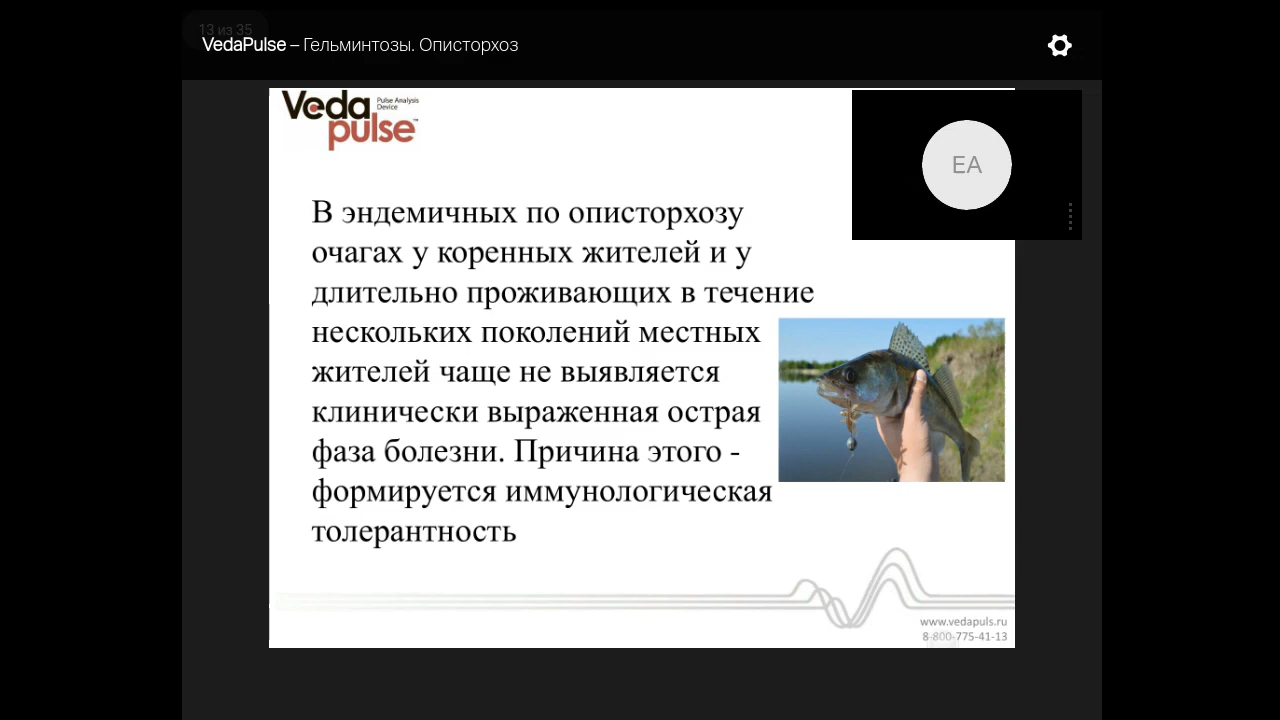 13 из 35
VedaPulse – Гельминтозы. Описторхоз
Veda
Pulse Analysis
Device
pulse™
EA
В эндемичных по описторхозу
очагах у коренных жителей и у
длительно проживающих в течение
нескольких поколений местных
жителей чаще не выявляется
клинически выраженная острая
фаза болезни. Причина этого -
формируется иммунологическая
толерантность
www.vedapuls.ru
8-800-775-41-13